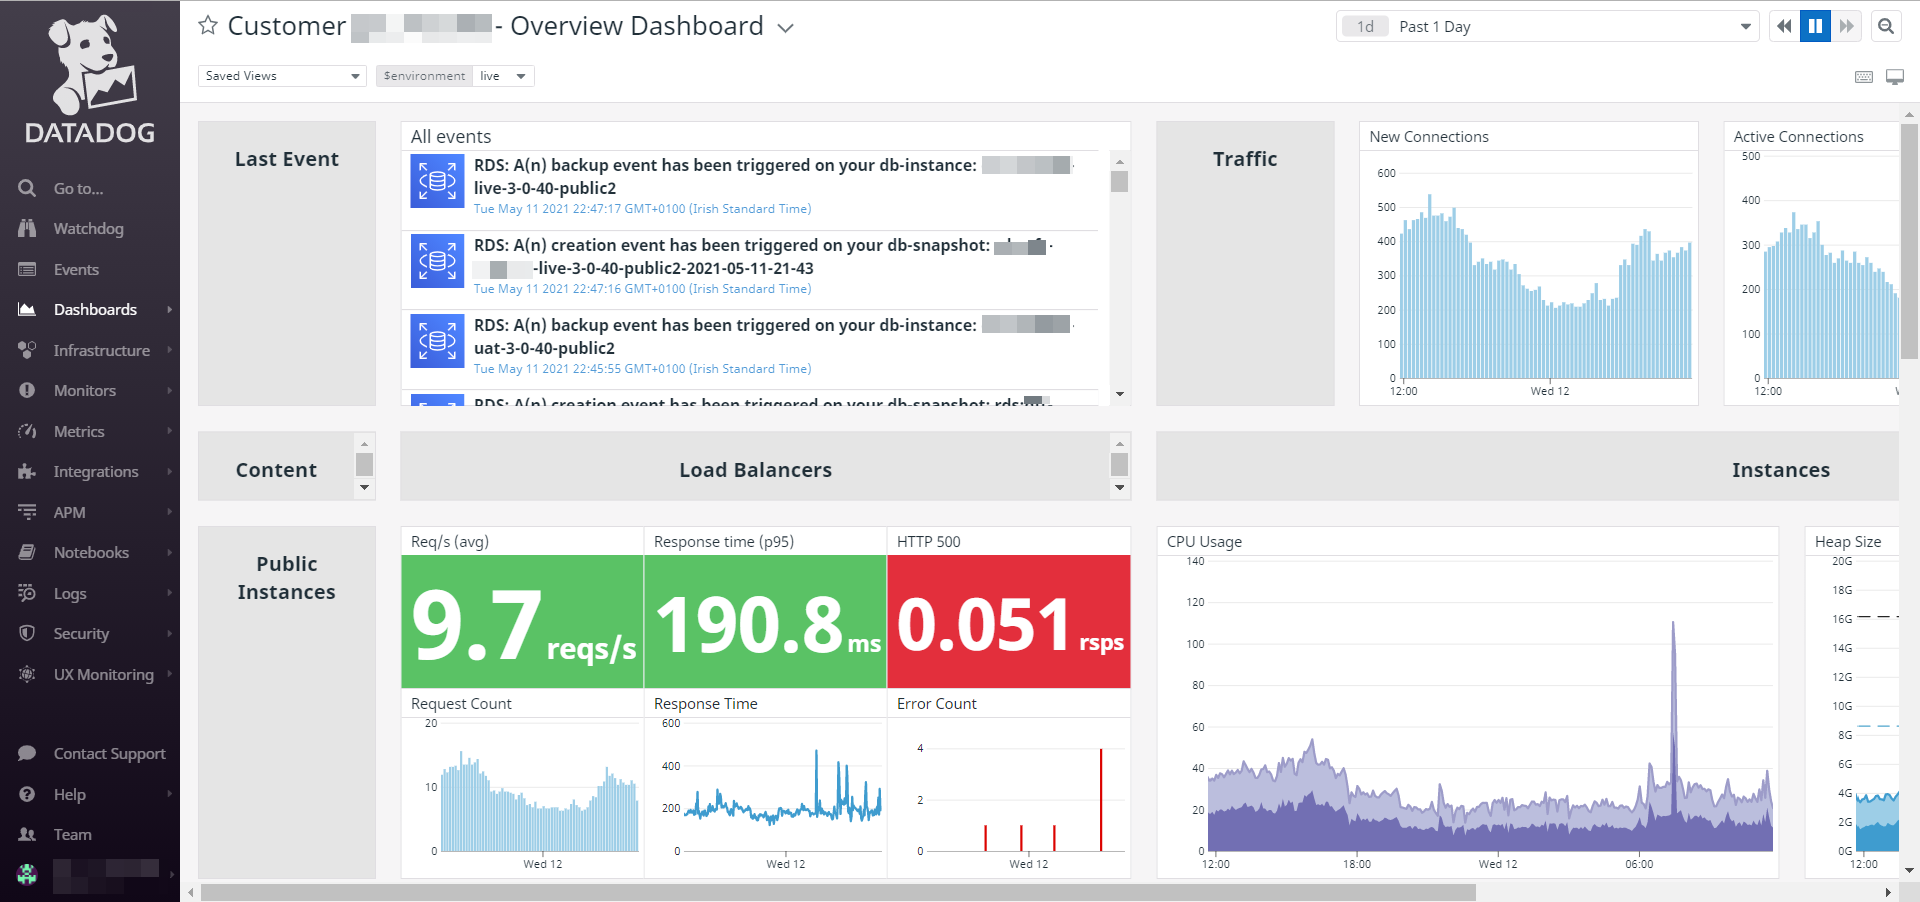 DATADOG
Go to...
Watchdog
Events
Dashboards
Infrastructure
Monitors
Metrics
Integrations
APM
Notebooks
Logs
Security
UX Monitoring
Contact Support
Help
Team
Customer - Overview Dashboard
1d Past 1 Day
Saved Views
$environment live
Last Event
All events
RDS: A(n) backup event has been triggered on your db-instance:
live-3-0-40-public2
Tue May 11 2021 22:47:17 GMT+0100 (Irish Standard Time)
RDS: A(n) creation event has been triggered on your db-snapshot:
-live-3-0-40-public2-2021-05-11-21-43
Tue May 11 2021 22:47:16 GMT+0100 (Irish Standard Time)
RDS: A(n) backup event has been triggered on your db-instance:
uat-3-0-40-public2
Tue May 11 2021 22:45:55 GMT+0100 (Irish Standard Time)
RDS: A(n) creation event has been triggered on your db-snapshot: rds:
Traffic
New Connections
600
500
400
300
200
100
0
12:00 Wed 12
Active Connections
500
400
300
200
100
0
12:00
Content
Load Balancers
Instances
Public
Instances
Req/s (avg)
9.7 reqs/s
Response time (p95)
190.8 ms
HTTP 500
0.051 rsps
Request Count
20
10
0
Wed 12
Response Time
600
400
200
0
Wed 12
Error Count
4
2
0
Wed 12
CPU Usage
140
120
100
80
60
40
20
0
12:00 18:00 Wed 12 06:00
Heap Size
20G
18G
16G
14G
12G
10G
8G
6G
4G
2G
0G
12:00